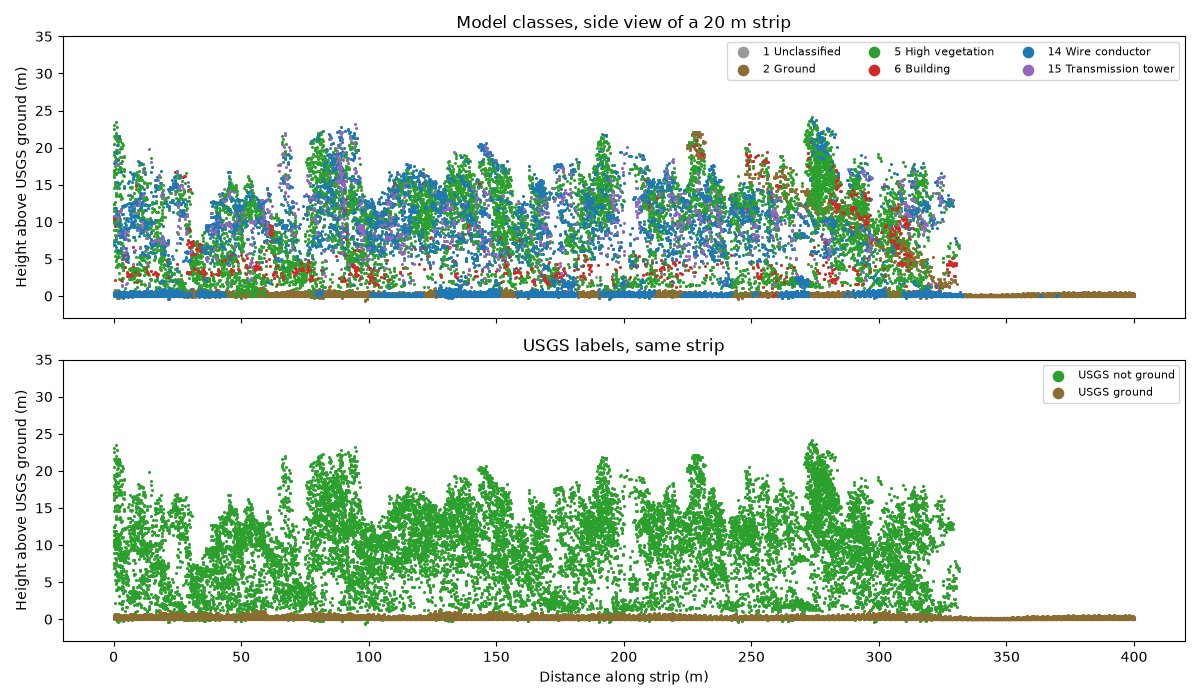 Model classes, side view of a 20 m strip
Height above USGS ground (m)
35
30
25
20
15
10
5
0
1 Unclassified
2 Ground
5 High vegetation
6 Building
14 Wire conductor
15 Transmission tower
USGS labels, same strip
Height above USGS ground (m)
35
30
25
20
15
10
5
0
USGS not ground
USGS ground
0 50 100 150 200 250 300 350 400
Distance along strip (m)